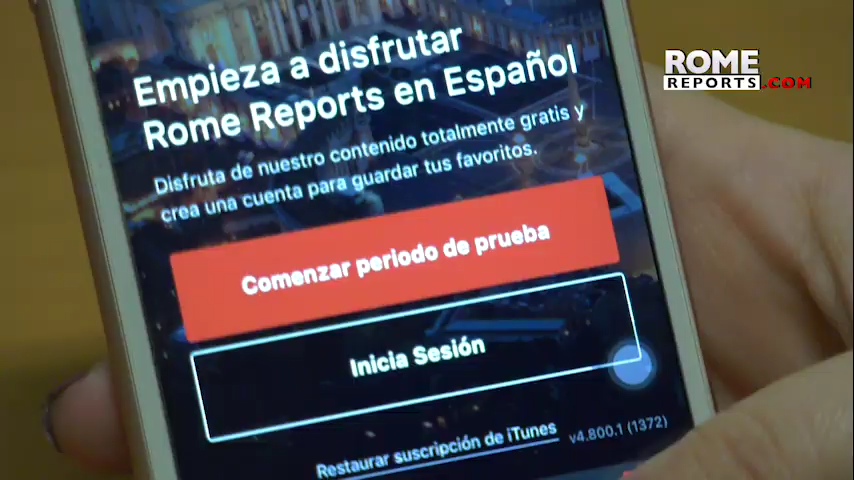 Empieza a disfrutar
Rome Reports en Español
Disfruta de nuestro contenido totalmente gratis y
crea una cuenta para guardar tus favoritos.
Comenzar periodo de prueba
Inicia Sesión
Restaurar suscripción de iTunes
v4.800.1 (1372)
ROME
REPORTS.COM